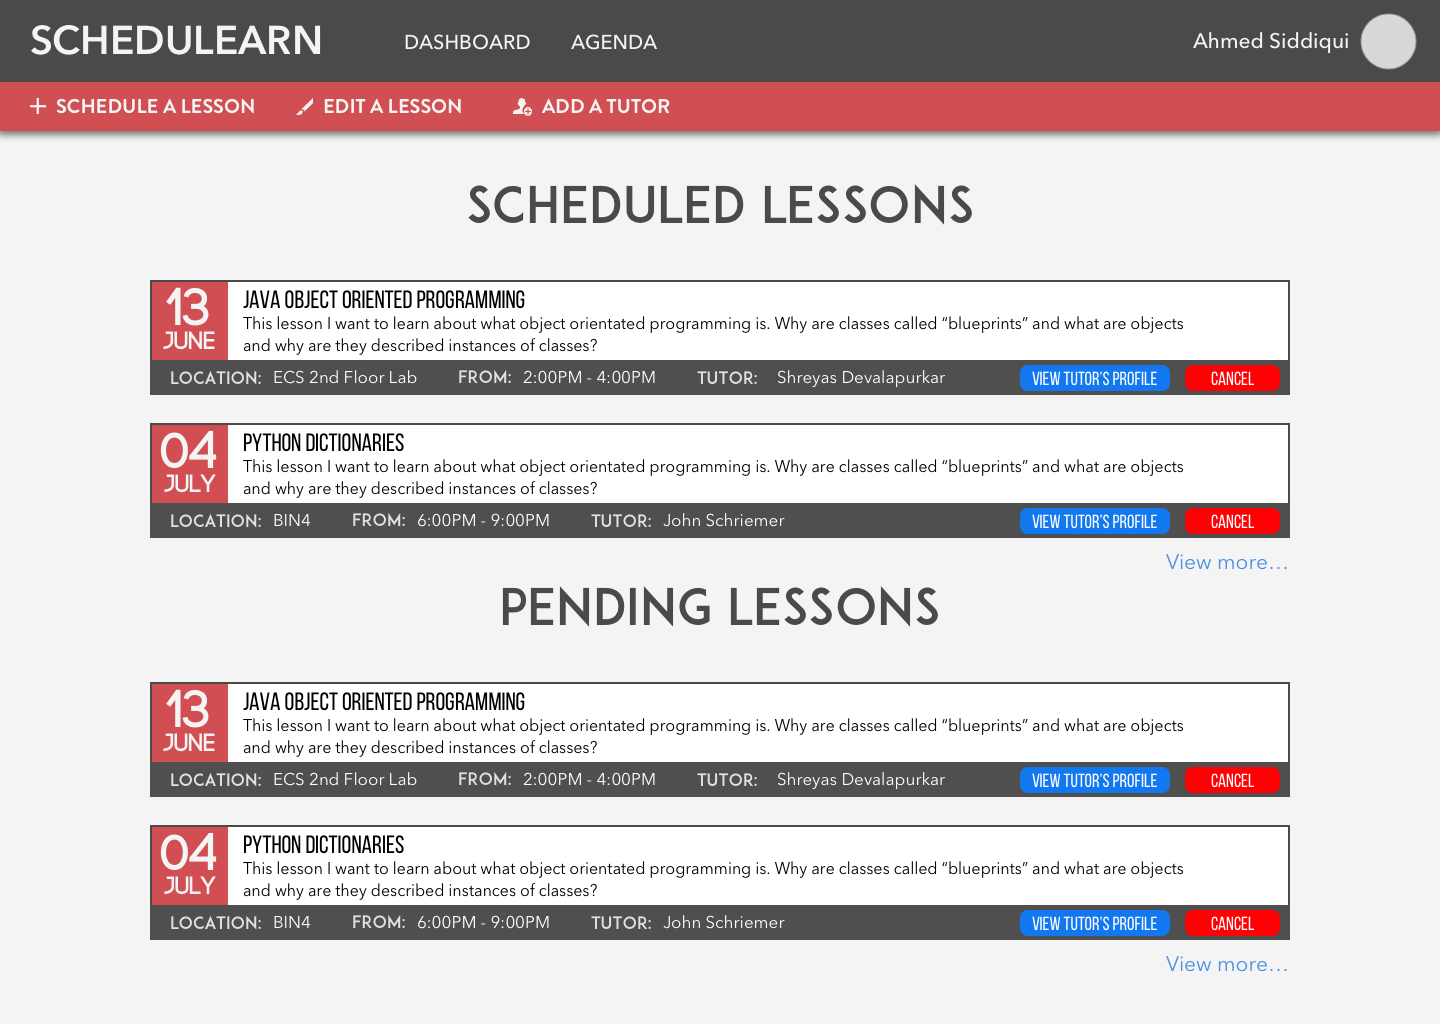 SCHEDULEARN DASHBOARD AGENDA Ahmed Siddiqui
SCHEDULE A LESSON EDIT A LESSON ADD A TUTOR
SCHEDULED LESSONS
13
JUNE
JAVA OBJECT ORIENTED PROGRAMMING
This lesson I want to learn about what object orientated programming is. Why are classes called “blueprints” and what are objects
and why are they described instances of classes?
LOCATION: ECS 2nd Floor Lab FROM: 2:00PM - 4:00PM TUTOR: Shreyas Devalapurkar VIEW TUTOR'S PROFILE CANCEL
04
JULY
PYTHON DICTIONARIES
This lesson I want to learn about what object orientated programming is. Why are classes called “blueprints” and what are objects
and why are they described instances of classes?
LOCATION: BIN4 FROM: 6:00PM - 9:00PM TUTOR: John Schriemer VIEW TUTOR'S PROFILE CANCEL
View more...
PENDING LESSONS
13
JUNE
JAVA OBJECT ORIENTED PROGRAMMING
This lesson I want to learn about what object orientated programming is. Why are classes called “blueprints” and what are objects
and why are they described instances of classes?
LOCATION: ECS 2nd Floor Lab FROM: 2:00PM - 4:00PM TUTOR: Shreyas Devalapurkar VIEW TUTOR'S PROFILE CANCEL
04
JULY
PYTHON DICTIONARIES
This lesson I want to learn about what object orientated programming is. Why are classes called “blueprints” and what are objects
and why are they described instances of classes?
LOCATION: BIN4 FROM: 6:00PM - 9:00PM TUTOR: John Schriemer VIEW TUTOR'S PROFILE CANCEL
View more...